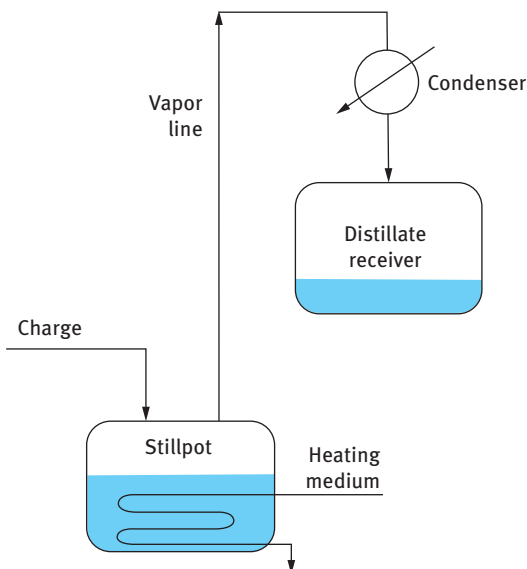 Vapor
line
Condenser
Distillate
receiver
Charge
Stillpot
Heating
medium